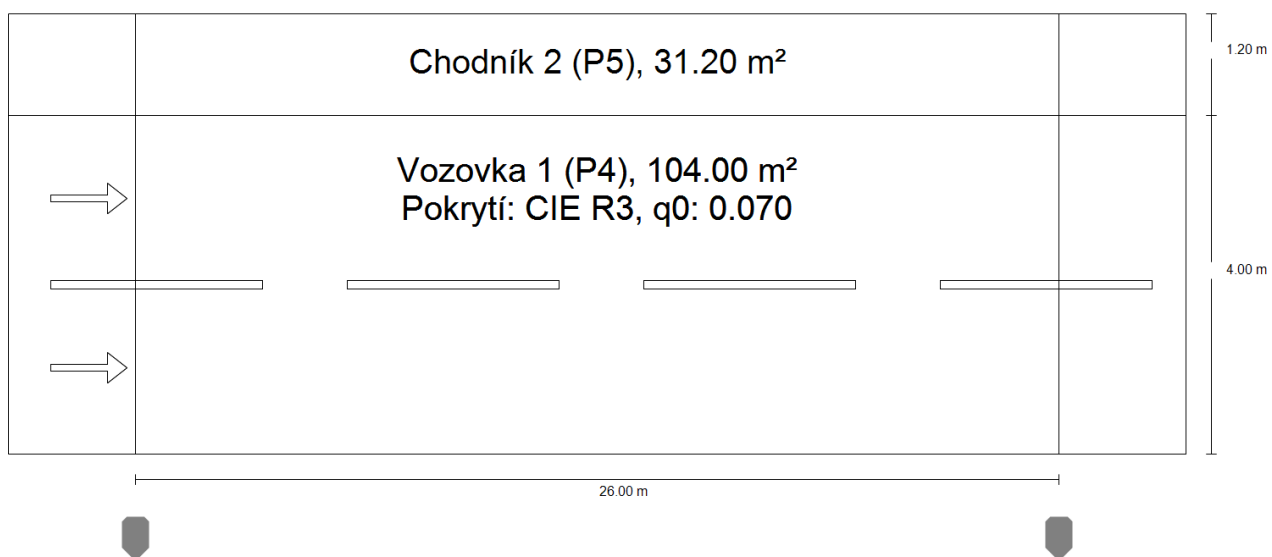 Chodník 2 (P5), 31.20 m²
1.20 m
Vozovka 1 (P4), 104.00 m²
Pokrytí: CIE R3, q0: 0.070
4.00 m
26.00 m